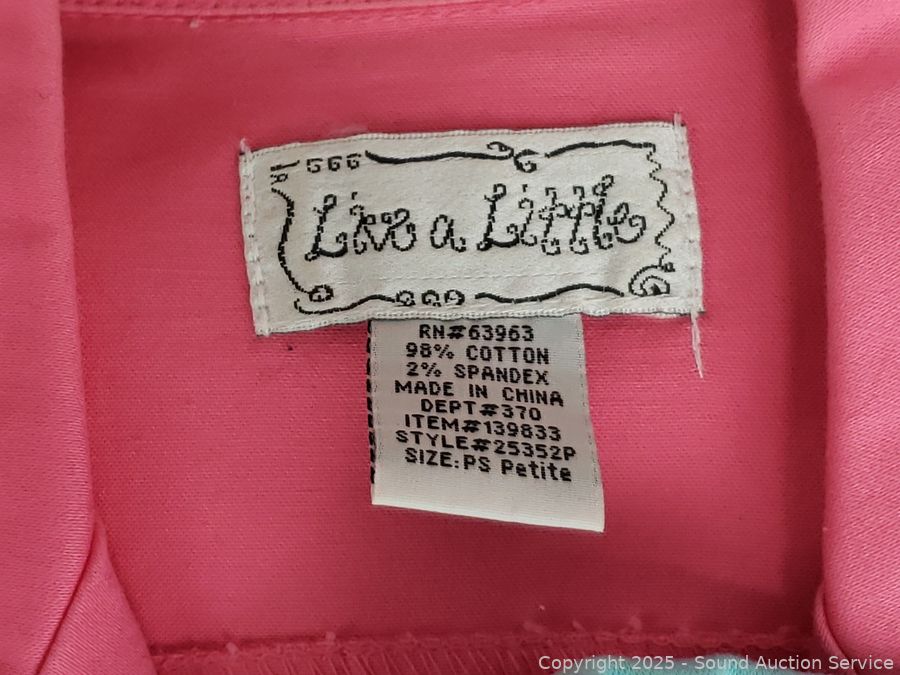 Live a Little
RN#63963
98% COTTON
2% SPANDEX
MADE IN CHINA
DEPT#370
ITEM#139833
STYLE#25352P
SIZE:PS Petite
Copyright 2025 - Sound Auction Service